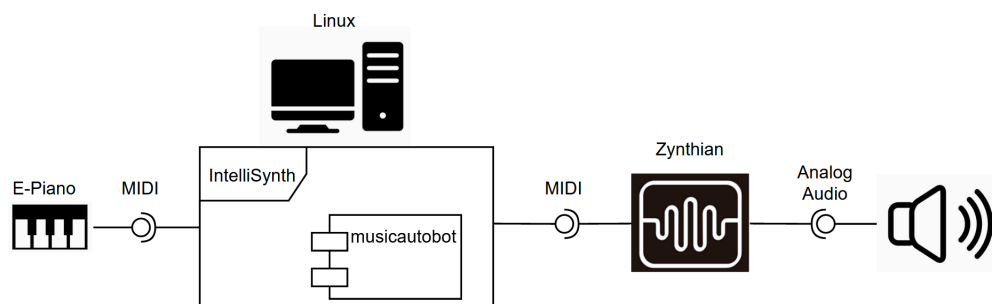 Linux
IntelliSynth
E-Piano
MIDI
musicautobot
MIDI
Zynthian
Analog
Audio